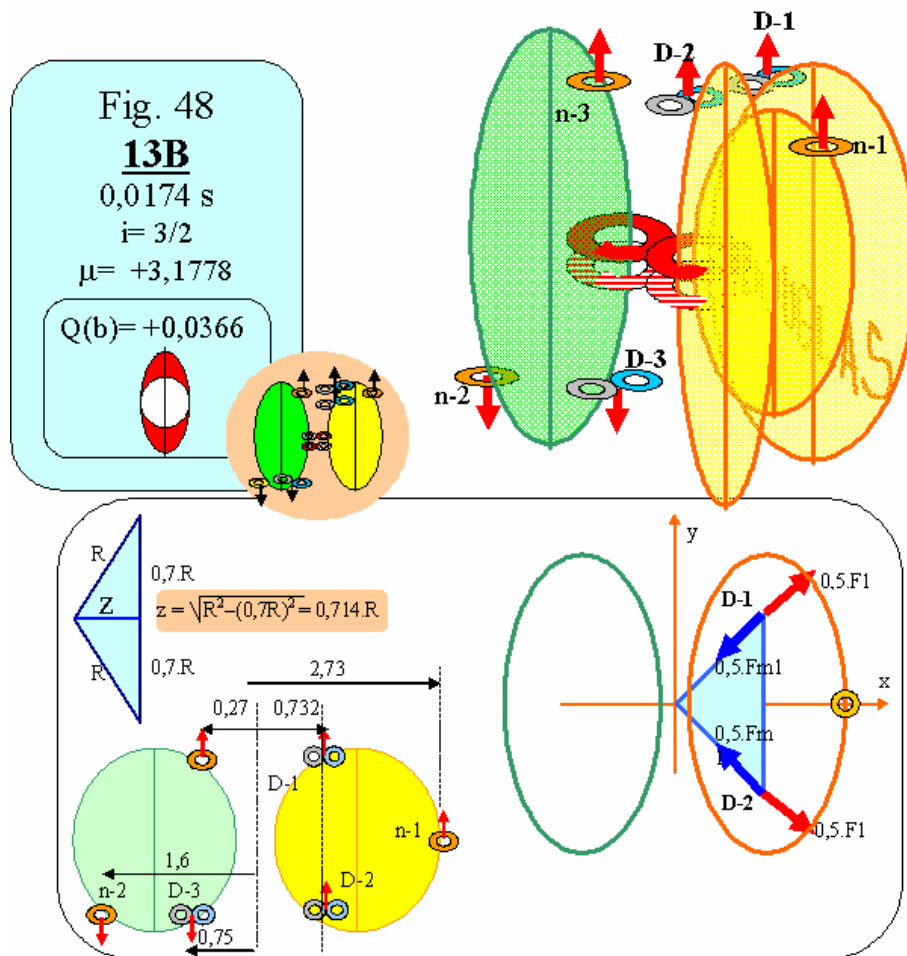 Fig. 48
13B
0,0174 s
i= 3/2
μ= +3,1778
Q(b)= +0,0366
D-1
D-2
n-3
n-1
D-3
n-2
R
0,7.R
Z
z = √R²–(0,7R)² = 0,714.R
R
0,7.R
2,73
0,27
0,732
D-1
n-1
1,6
n-2
D-3
D-2
0,75
y
D-1
0,5.F1
0,5.Fm1
x
0,5.Fm
D-2
0,5.F1